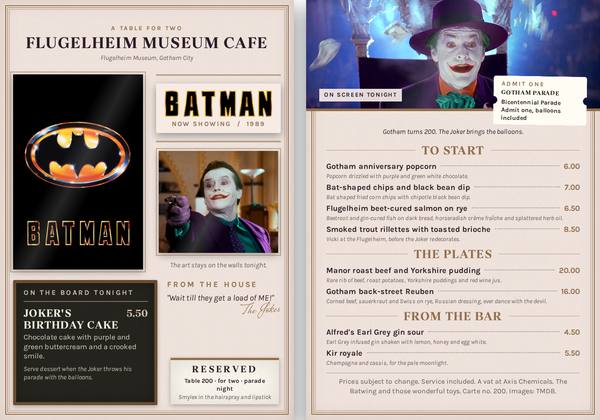 A TABLE FOR TWO
FLUGELHEIM MUSEUM CAFE
Flugelheim Museum, Gotham City
BATMAN
BATMAN
NOW SHOWING / 1989
The art stays on the walls tonight.
ON THE BOARD TONIGHT
JOKER'S 5.50
BIRTHDAY CAKE
Chocolate cake with purple and
green buttercream and a crooked
smile.
Serve dessert when the Joker throws his
parade with the balloons.
FROM THE HOUSE
"Wait till they get a load of ME!"
The Joker
RESERVED
Table 200 · for two · parade
night
Smylex in the hairspray and lipstick
ON SCREEN TONIGHT
ADMIT ONE
GOTHAM PARADE
Bicentennial Parade
Admit one, balloons
included
Gotham turns 200. The Joker brings the balloons.
TO START
Gotham anniversary popcorn 6.00
Popcorn drizzled with purple and green white chocolate.
Bat-shaped chips and black bean dip 7.00
Bat shaped fried corn chips with chipotle black bean dip.
Flugelheim beet-cured salmon on rye 6.50
Beetroot and gin-cured fish on dark bread, horseradish crème fraîche and splattered herb oil.
Smoked trout rillettes with toasted brioche 8.50
Vicki at the Flugelheim, before the Joker redecorates.
THE PLATES
Manor roast beef and Yorkshire pudding 20.00
Rare rib of beef, roast potatoes, Yorkshire puddings and red wine jus.
Gotham back-street Reuben 16.00
Corned beef, sauerkraut and Swiss on rye, Russian dressing, ever dance with the devil.
FROM THE BAR
Alfred's Earl Grey gin sour 4.50
Earl Grey infused gin shaken with lemon, honey and egg white.
Kir royale 5.50
Champagne and cassis, for the pale moonlight.
Prices subject to change. Service included. A vat at Axis Chemicals. The
Batwing and those wonderful toys. Carte no. 200. Images: TMDB.